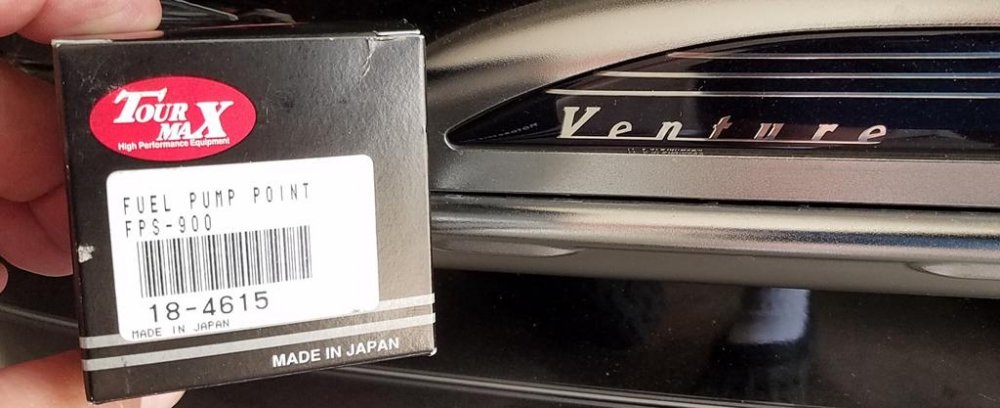 TOUR
MAX
High Performance Equipment
FUEL PUMP POINT
FPS-900
18-4615
MADE IN JAPAN
MADE IN JAPAN
Venture